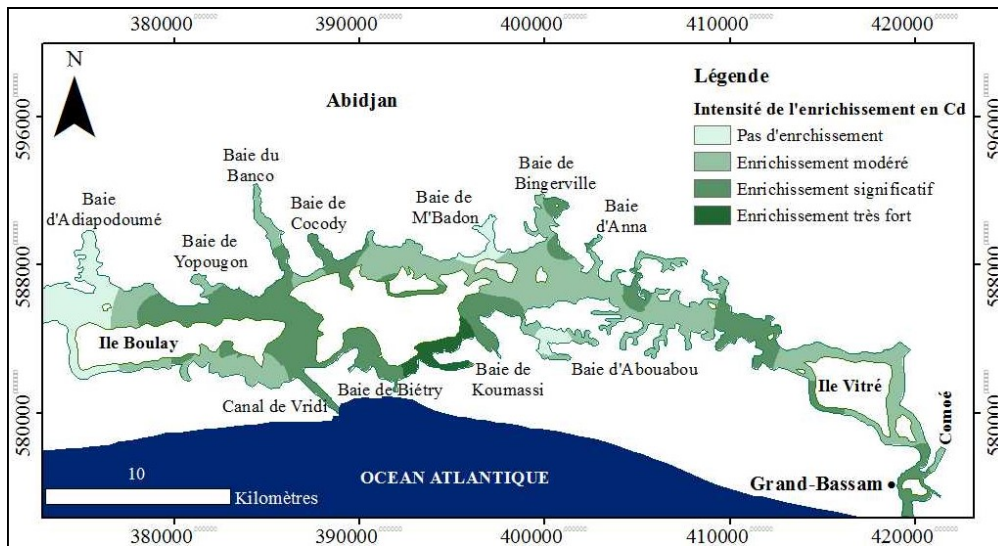 380000 390000 400000 410000 420000
N
Abidjan
Légende
Intensité de l'enrichissement en Cd
Pas d'enrchissement
Enrichissement modéré
Enrichissement significatif
Enrichissement très fort
596000
596000
Baie du
Banco
Baie
d'Adiapodoumé
Baie de
Yopougon
Baie de
Cocody
Baie de
M'Badon
Baie de
Bingerville
Baie
d'Anna
588000
588000
Ile Boulay
Ile Vitré
Canal de Vridi
Baie de Biétry
Baie de
Koumassi
Baie d'Abouabou
Comoé
580000
580000
10
Kilomètres
OCEAN ATLANTIQUE
Grand-Bassam
380000 390000 400000 410000 420000